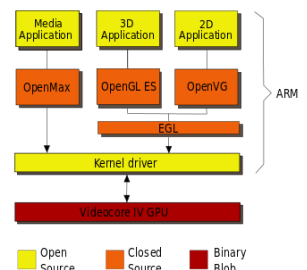 Media
Application
3D
Application
2D
Application
OpenMax
OpenGL ES
OpenVG
EGL
ARM
Kernel driver
Videocore IV GPU
Open
Source
Closed
Source
Binary
Blob